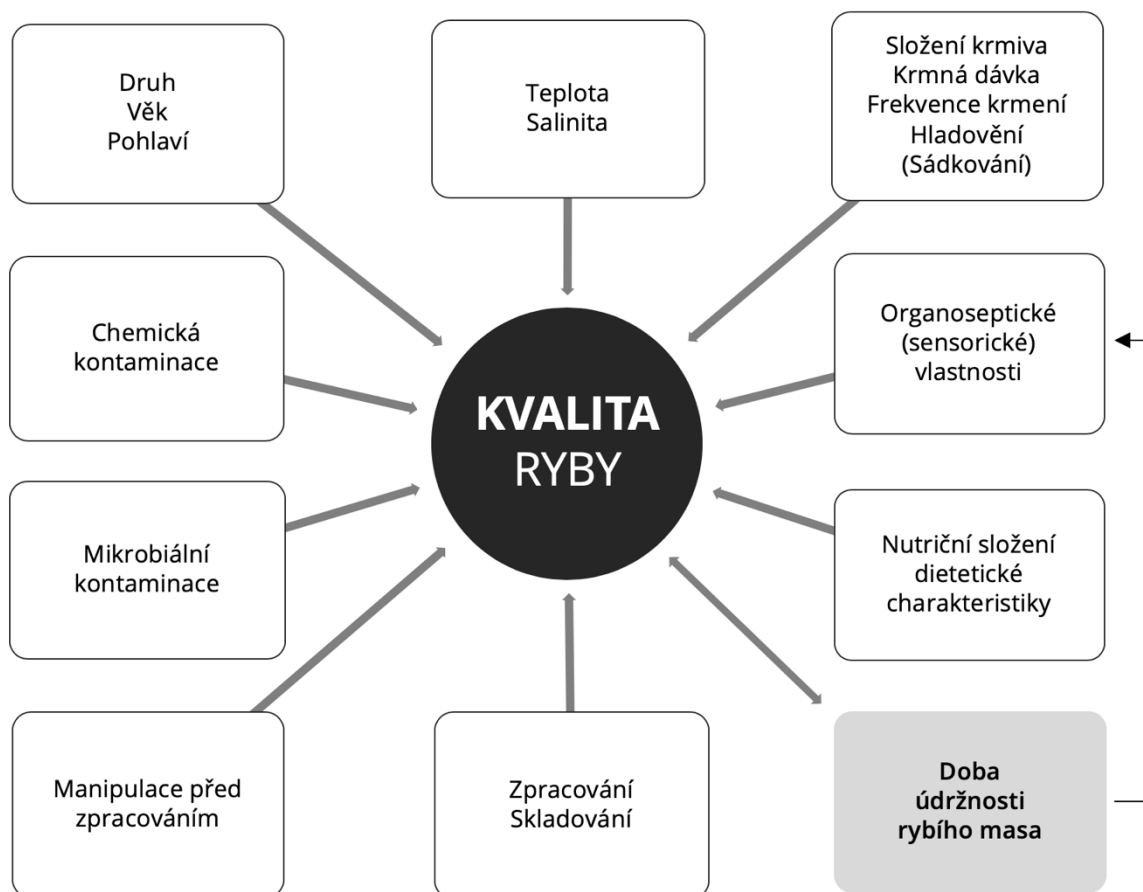 Druh
Věk
Pohlaví
Teplota
Salinita
Složení krmiva
Krmná dávka
Frekvence krmení
Hladovění
(Sádkování)
Chemická
kontaminace
KVALITA
RYBY
Organoseptické
(sensorické)
vlastnosti
Mikrobiální
kontaminace
Nutriční složení
dietetické
charakteristiky
Manipulace před
zpracováním
Zpracování
Skladování
Doba
údržnosti
rybího masa